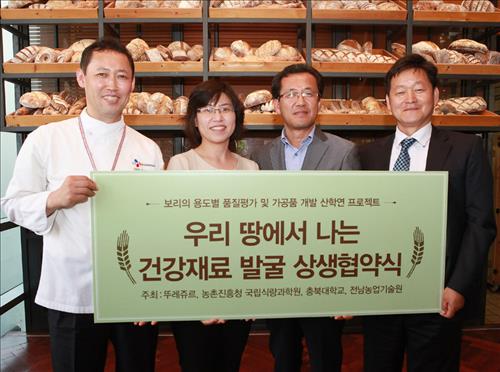 보리의 용도별 품질평가 및 가공품 개발 산학연 프로젝트
우리 땅에서 나는
건강재료 발굴 상생협약식
주최 : 뚜레쥬르, 농촌진흥청 국립식량과학원, 충북대학교, 전남농업기술원